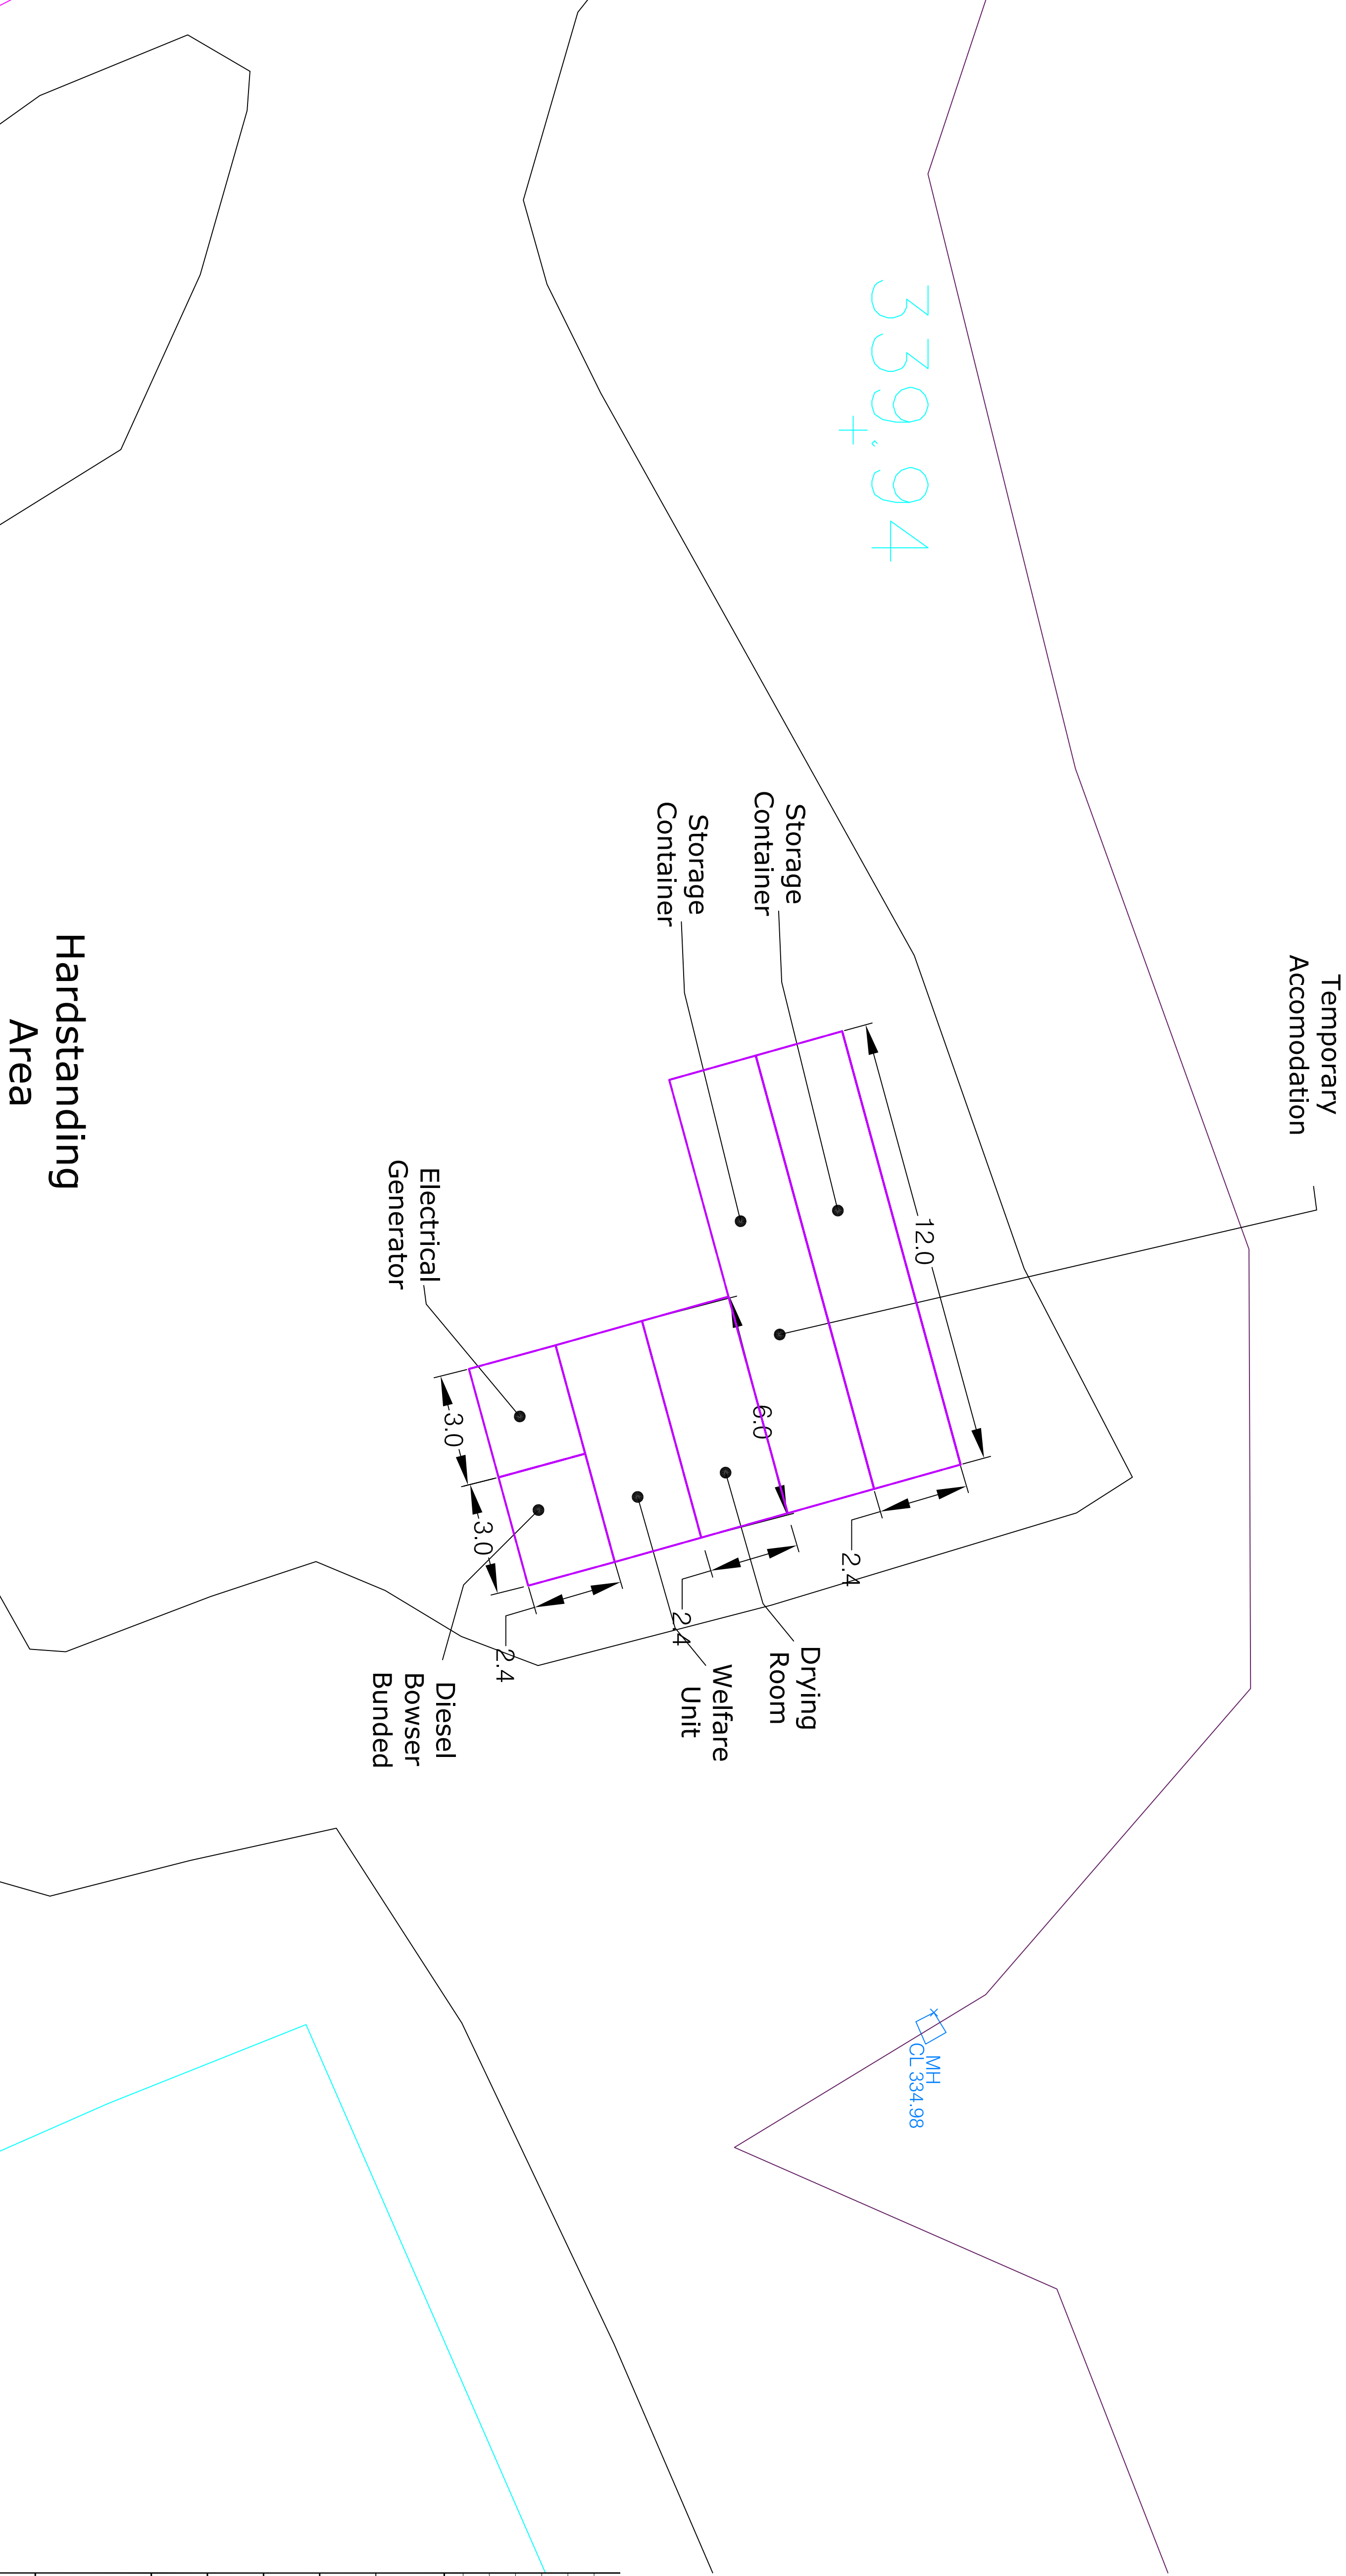 339.94
Temporary
Accomodation
Storage
Container
Storage
Container
12.0
Hardstanding
Area
Electrical
Generator
6.0
3.0
3.0
2.4
2.4
2.4
Drying
Room
Welfare
Unit
Diesel
Bowser
Bunded
MH
CL 334.98